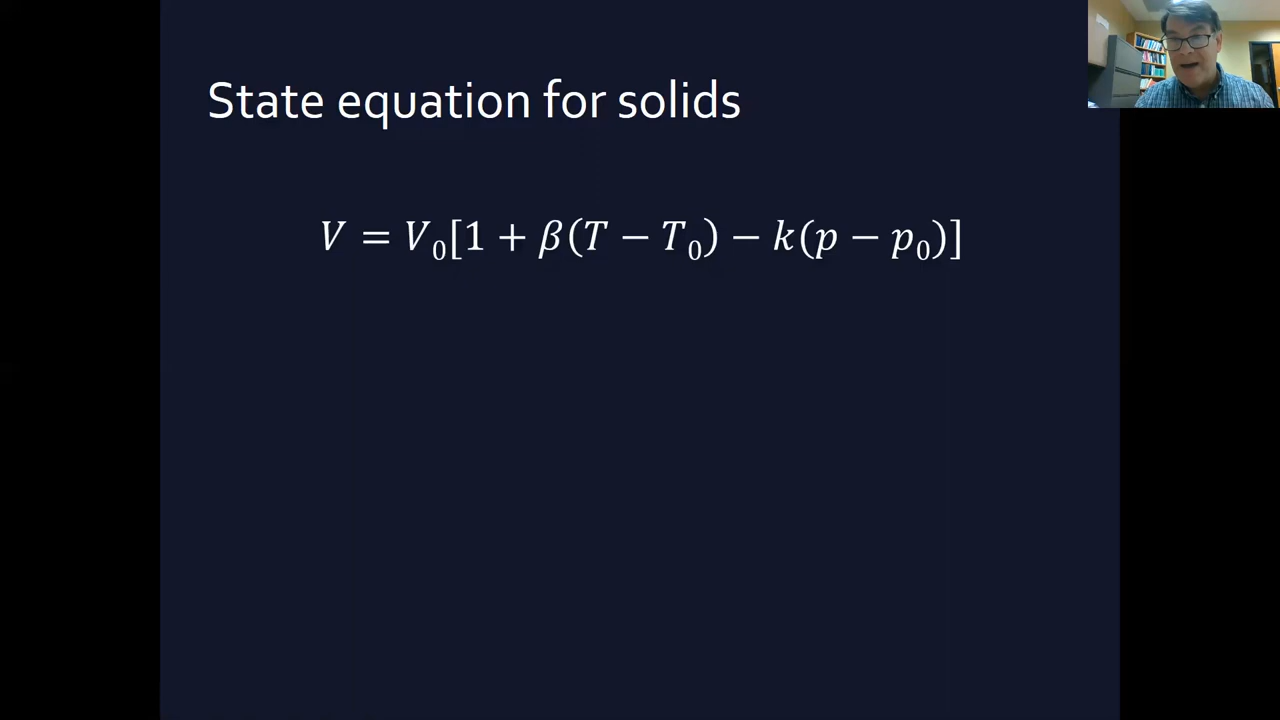 State equation for solids
𝑉 = 𝑉₀[1 + 𝛽(𝑇 − 𝑇₀) − 𝑘(𝑝 − 𝑝₀)]